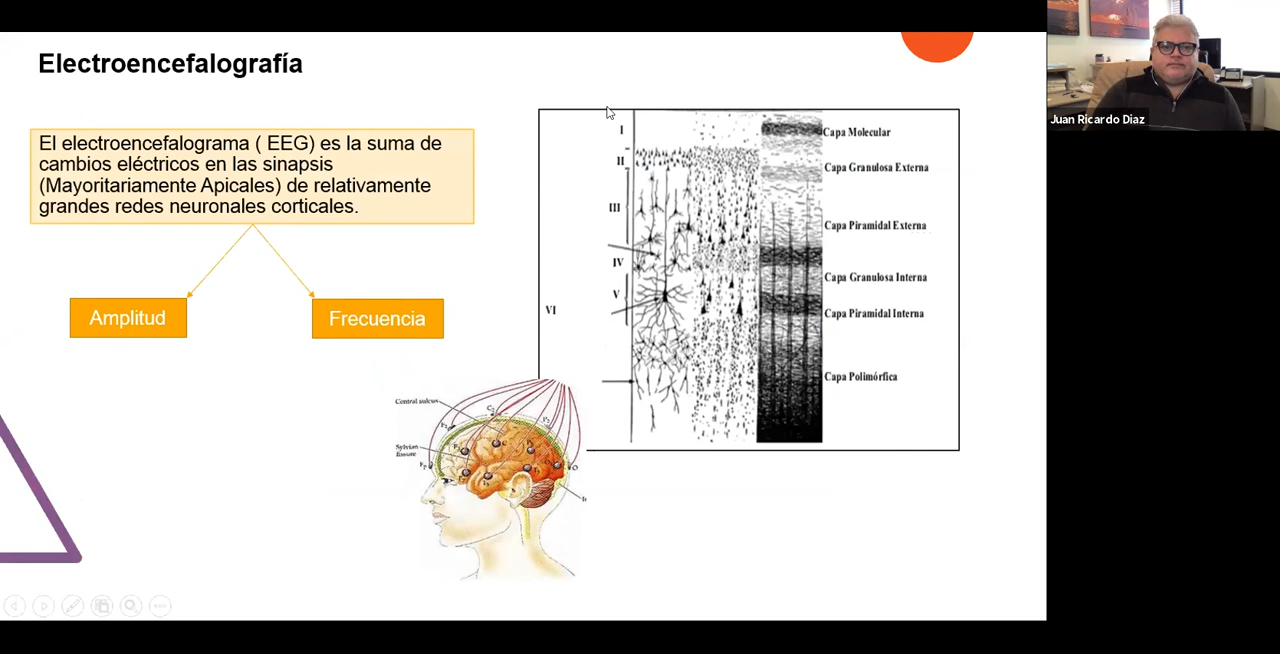 Electroencefalografía
El electroencefalograma ( EEG) es la suma de
cambios eléctricos en las sinapsis
(Mayoritariamente Apicales) de relativamente
grandes redes neuronales corticales.
Amplitud
Frecuencia
I
Capa Molecular
II
Capa Granulosa Externa
III
Capa Piramidal Externa
IV
Capa Granulosa Interna
V
Capa Piramidal Interna
VI
Capa Polimórfica
Central sulcus
Sylvian
fissure
Juan Ricardo Diaz